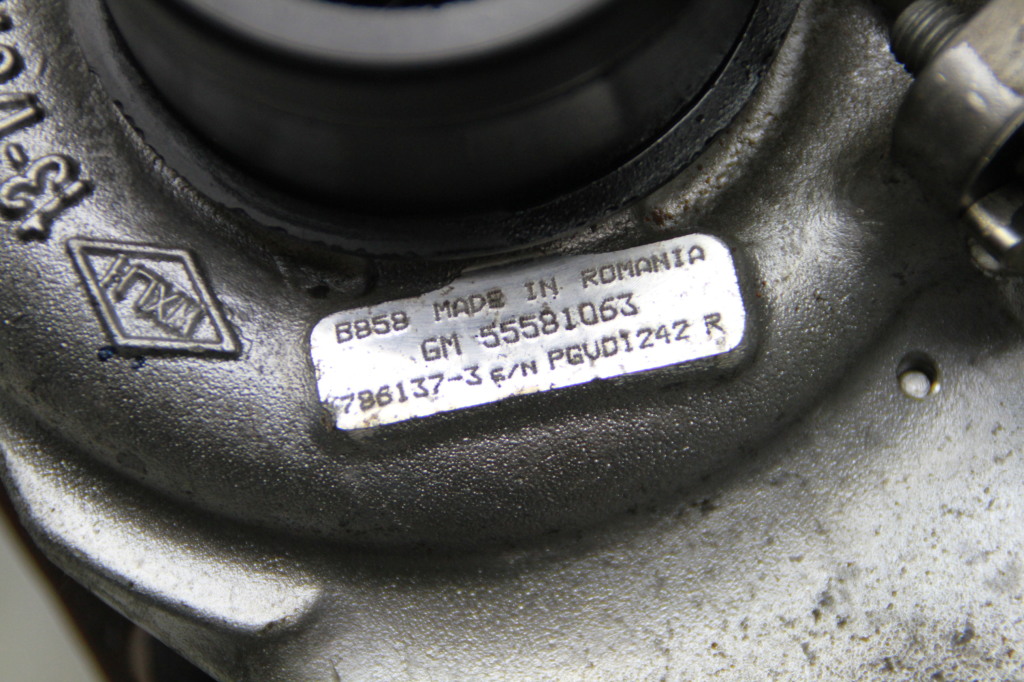 B858 MADE IN ROMANIA
GM 55581063
786137-3 S/N PGVD1242 R